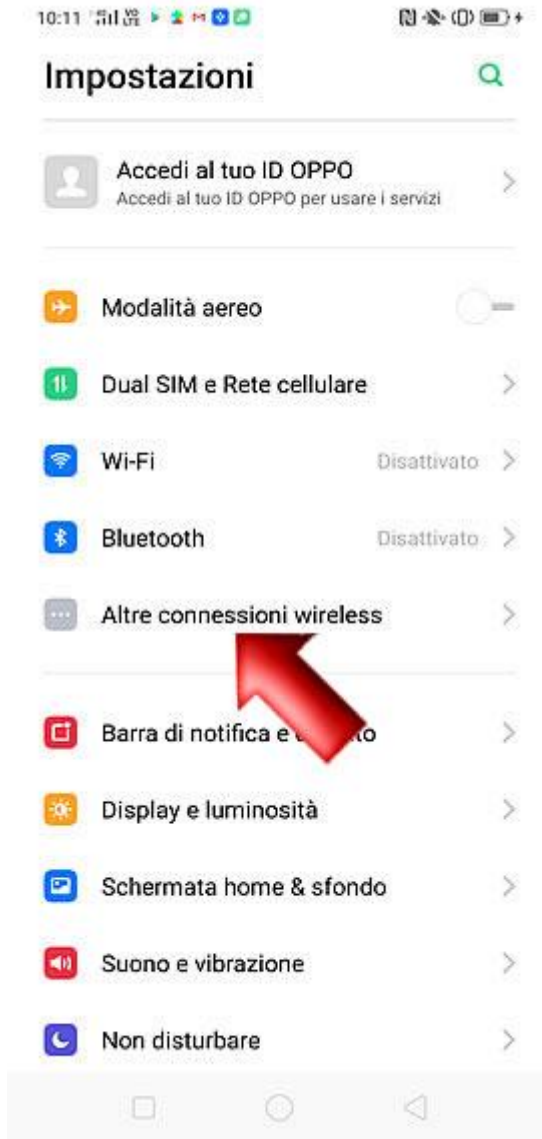 10:11
Impostazioni
Accedi al tuo ID OPPO
Accedi al tuo ID OPPO per usare i servizi
Modalità aereo
Dual SIM e Rete cellulare
Wi-Fi Disattivato
Bluetooth Disattivato
Altre connessioni wireless
Barra di notifica e
Display e luminosità
Schermata home & sfondo
Suono e vibrazione
Non disturbare